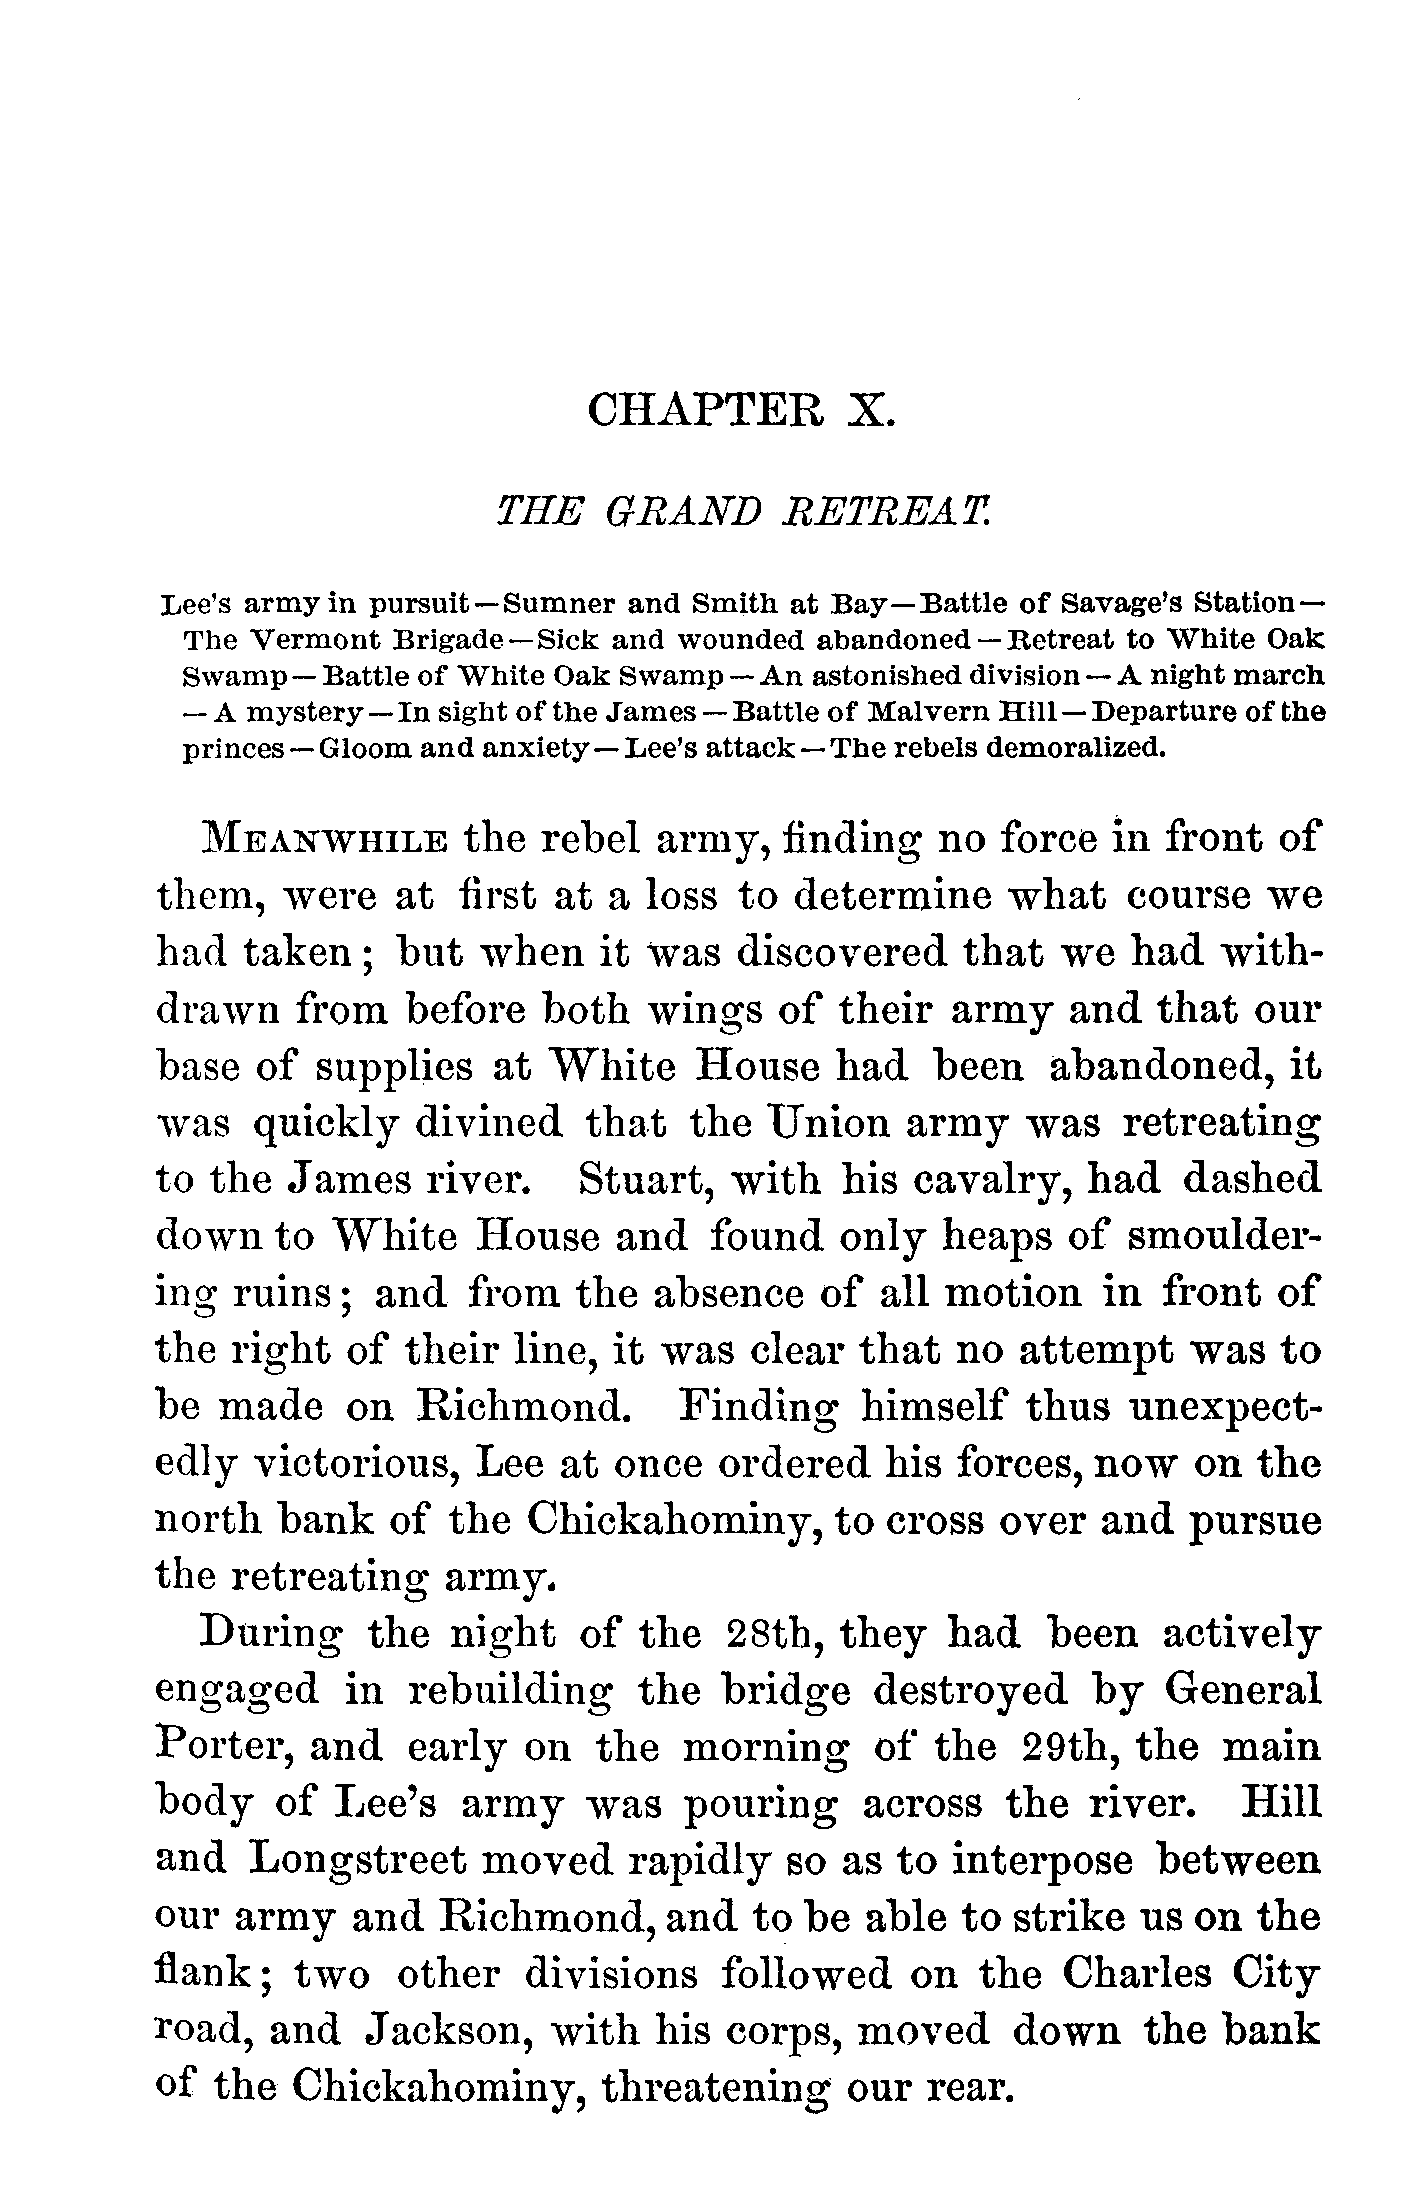 CHAPTER X.
THE GRAND RETREAT.
Lee's army in pursuit—Sumner and Smith at Bay—Battle of Savage's Station—
The Vermont Brigade—Sick and wounded abandoned—Retreat to White Oak
Swamp—Battle of White Oak Swamp—An astonished division—A night march
—A mystery—In sight of the James—Battle of Malvern Hill—Departure of the
princes—Gloom and anxiety—Lee's attack—The rebels demoralized.
MEANWHILE the rebel army, finding no force in front of
them, were at first at a loss to determine what course we
had taken; but when it was discovered that we had with-
drawn from before both wings of their army and that our
base of supplies at White House had been abandoned, it
was quickly divined that the Union army was retreating
to the James river. Stuart, with his cavalry, had dashed
down to White House and found only heaps of smoulder-
ing ruins; and from the absence of all motion in front of
the right of their line, it was clear that no attempt was to
be made on Richmond. Finding himself thus unexpect-
edly victorious, Lee at once ordered his forces, now on the
north bank of the Chickahominy, to cross over and pursue
the retreating army.
During the night of the 28th, they had been actively
engaged in rebuilding the bridge destroyed by General
Porter, and early on the morning of the 29th, the main
body of Lee's army was pouring across the river. Hill
and Longstreet moved rapidly so as to interpose between
our army and Richmond, and to be able to strike us on the
flank; two other divisions followed on the Charles City
road, and Jackson, with his corps, moved down the bank
of the Chickahominy, threatening our rear.